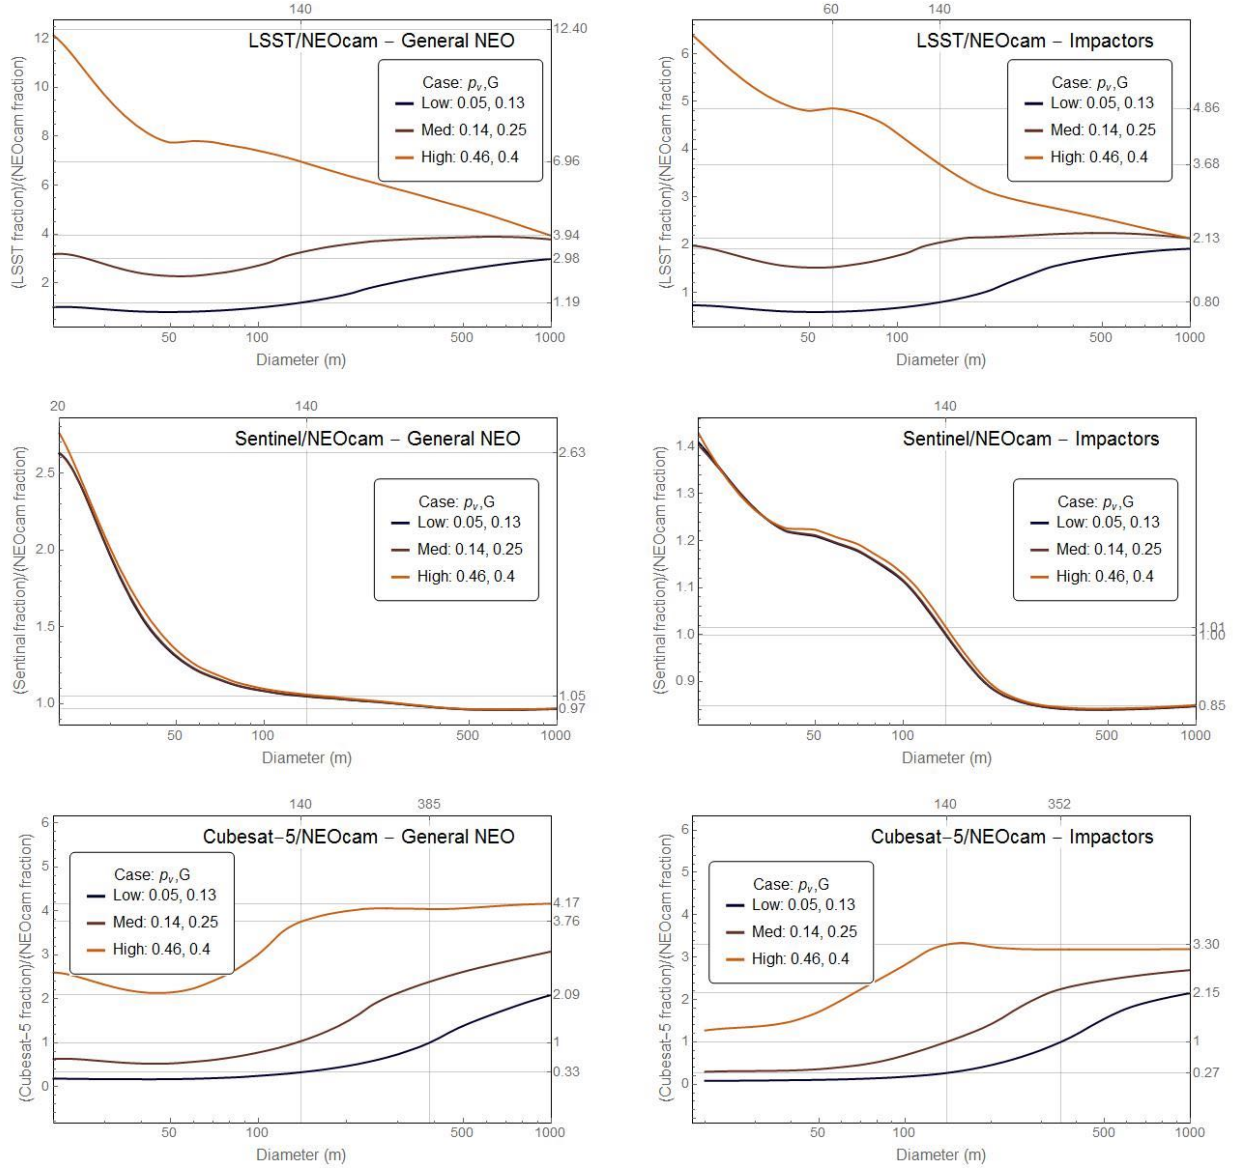 140
LSST/NEOcam – General NEO
12.40
12
10
8
6
4
2
Case: pᵥ,G
Low: 0.05, 0.13
Med: 0.14, 0.25
High: 0.46, 0.4
6.96
3.94
2.98
1.19
(LSST fraction)/(NEOcam fraction)
50 100 500 1000
Diameter (m)
60 140
LSST/NEOcam – Impactors
6
5
4
3
2
1
Case: pᵥ,G
Low: 0.05, 0.13
Med: 0.14, 0.25
High: 0.46, 0.4
4.86
3.68
2.13
0.80
(LSST fraction)/(NEOcam fraction)
50 100 500 1000
Diameter (m)
20 140
Sentinel/NEOcam – General NEO
2.5
2.0
1.5
1.0
Case: pᵥ,G
Low: 0.05, 0.13
Med: 0.14, 0.25
High: 0.46, 0.4
2.63
1.05
0.97
(Sentinal fraction)/(NEOcam fraction)
50 100 500 1000
Diameter (m)
140
Sentinel/NEOcam – Impactors
1.4
1.3
1.2
1.1
1.0
0.9
Case: pᵥ,G
Low: 0.05, 0.13
Med: 0.14, 0.25
High: 0.46, 0.4
1.01
1.00
0.85
(Sentinal fraction)/(NEOcam fraction)
50 100 500 1000
Diameter (m)
140 385
Cubesat–5/NEOcam – General NEO
6
5
4
3
2
1
0
Case: pᵥ,G
Low: 0.05, 0.13
Med: 0.14, 0.25
High: 0.46, 0.4
4.17
3.76
2.09
1
0.33
(Cubesat–5 fraction)/(NEOcam fraction)
50 100 500 1000
Diameter (m)
140 352
Cubesat–5/NEOcam – Impactors
6
5
4
3
2
1
0
Case: pᵥ,G
Low: 0.05, 0.13
Med: 0.14, 0.25
High: 0.46, 0.4
3.30
2.15
1
0.27
(Cubesat–5 fraction)/(NEOcam fraction)
50 100 500 1000
Diameter (m)